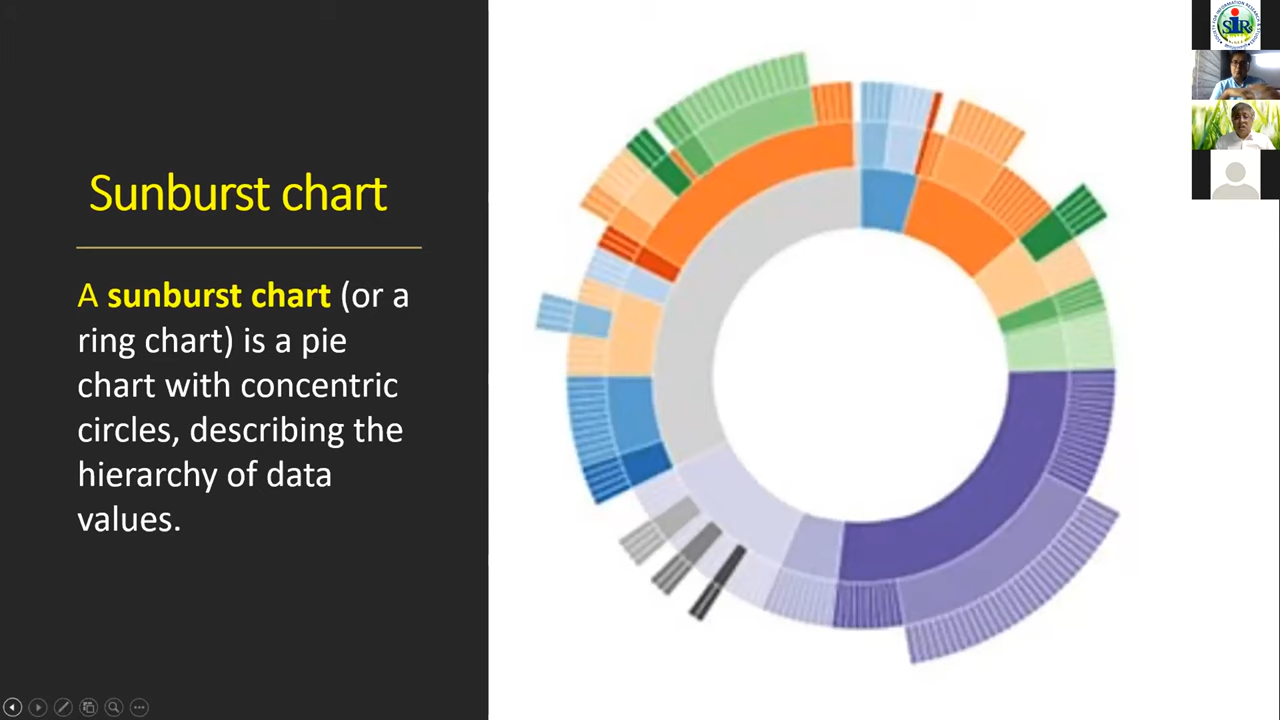 Sunburst chart
A sunburst chart (or a
ring chart) is a pie
chart with concentric
circles, describing the
hierarchy of data
values.
SIR